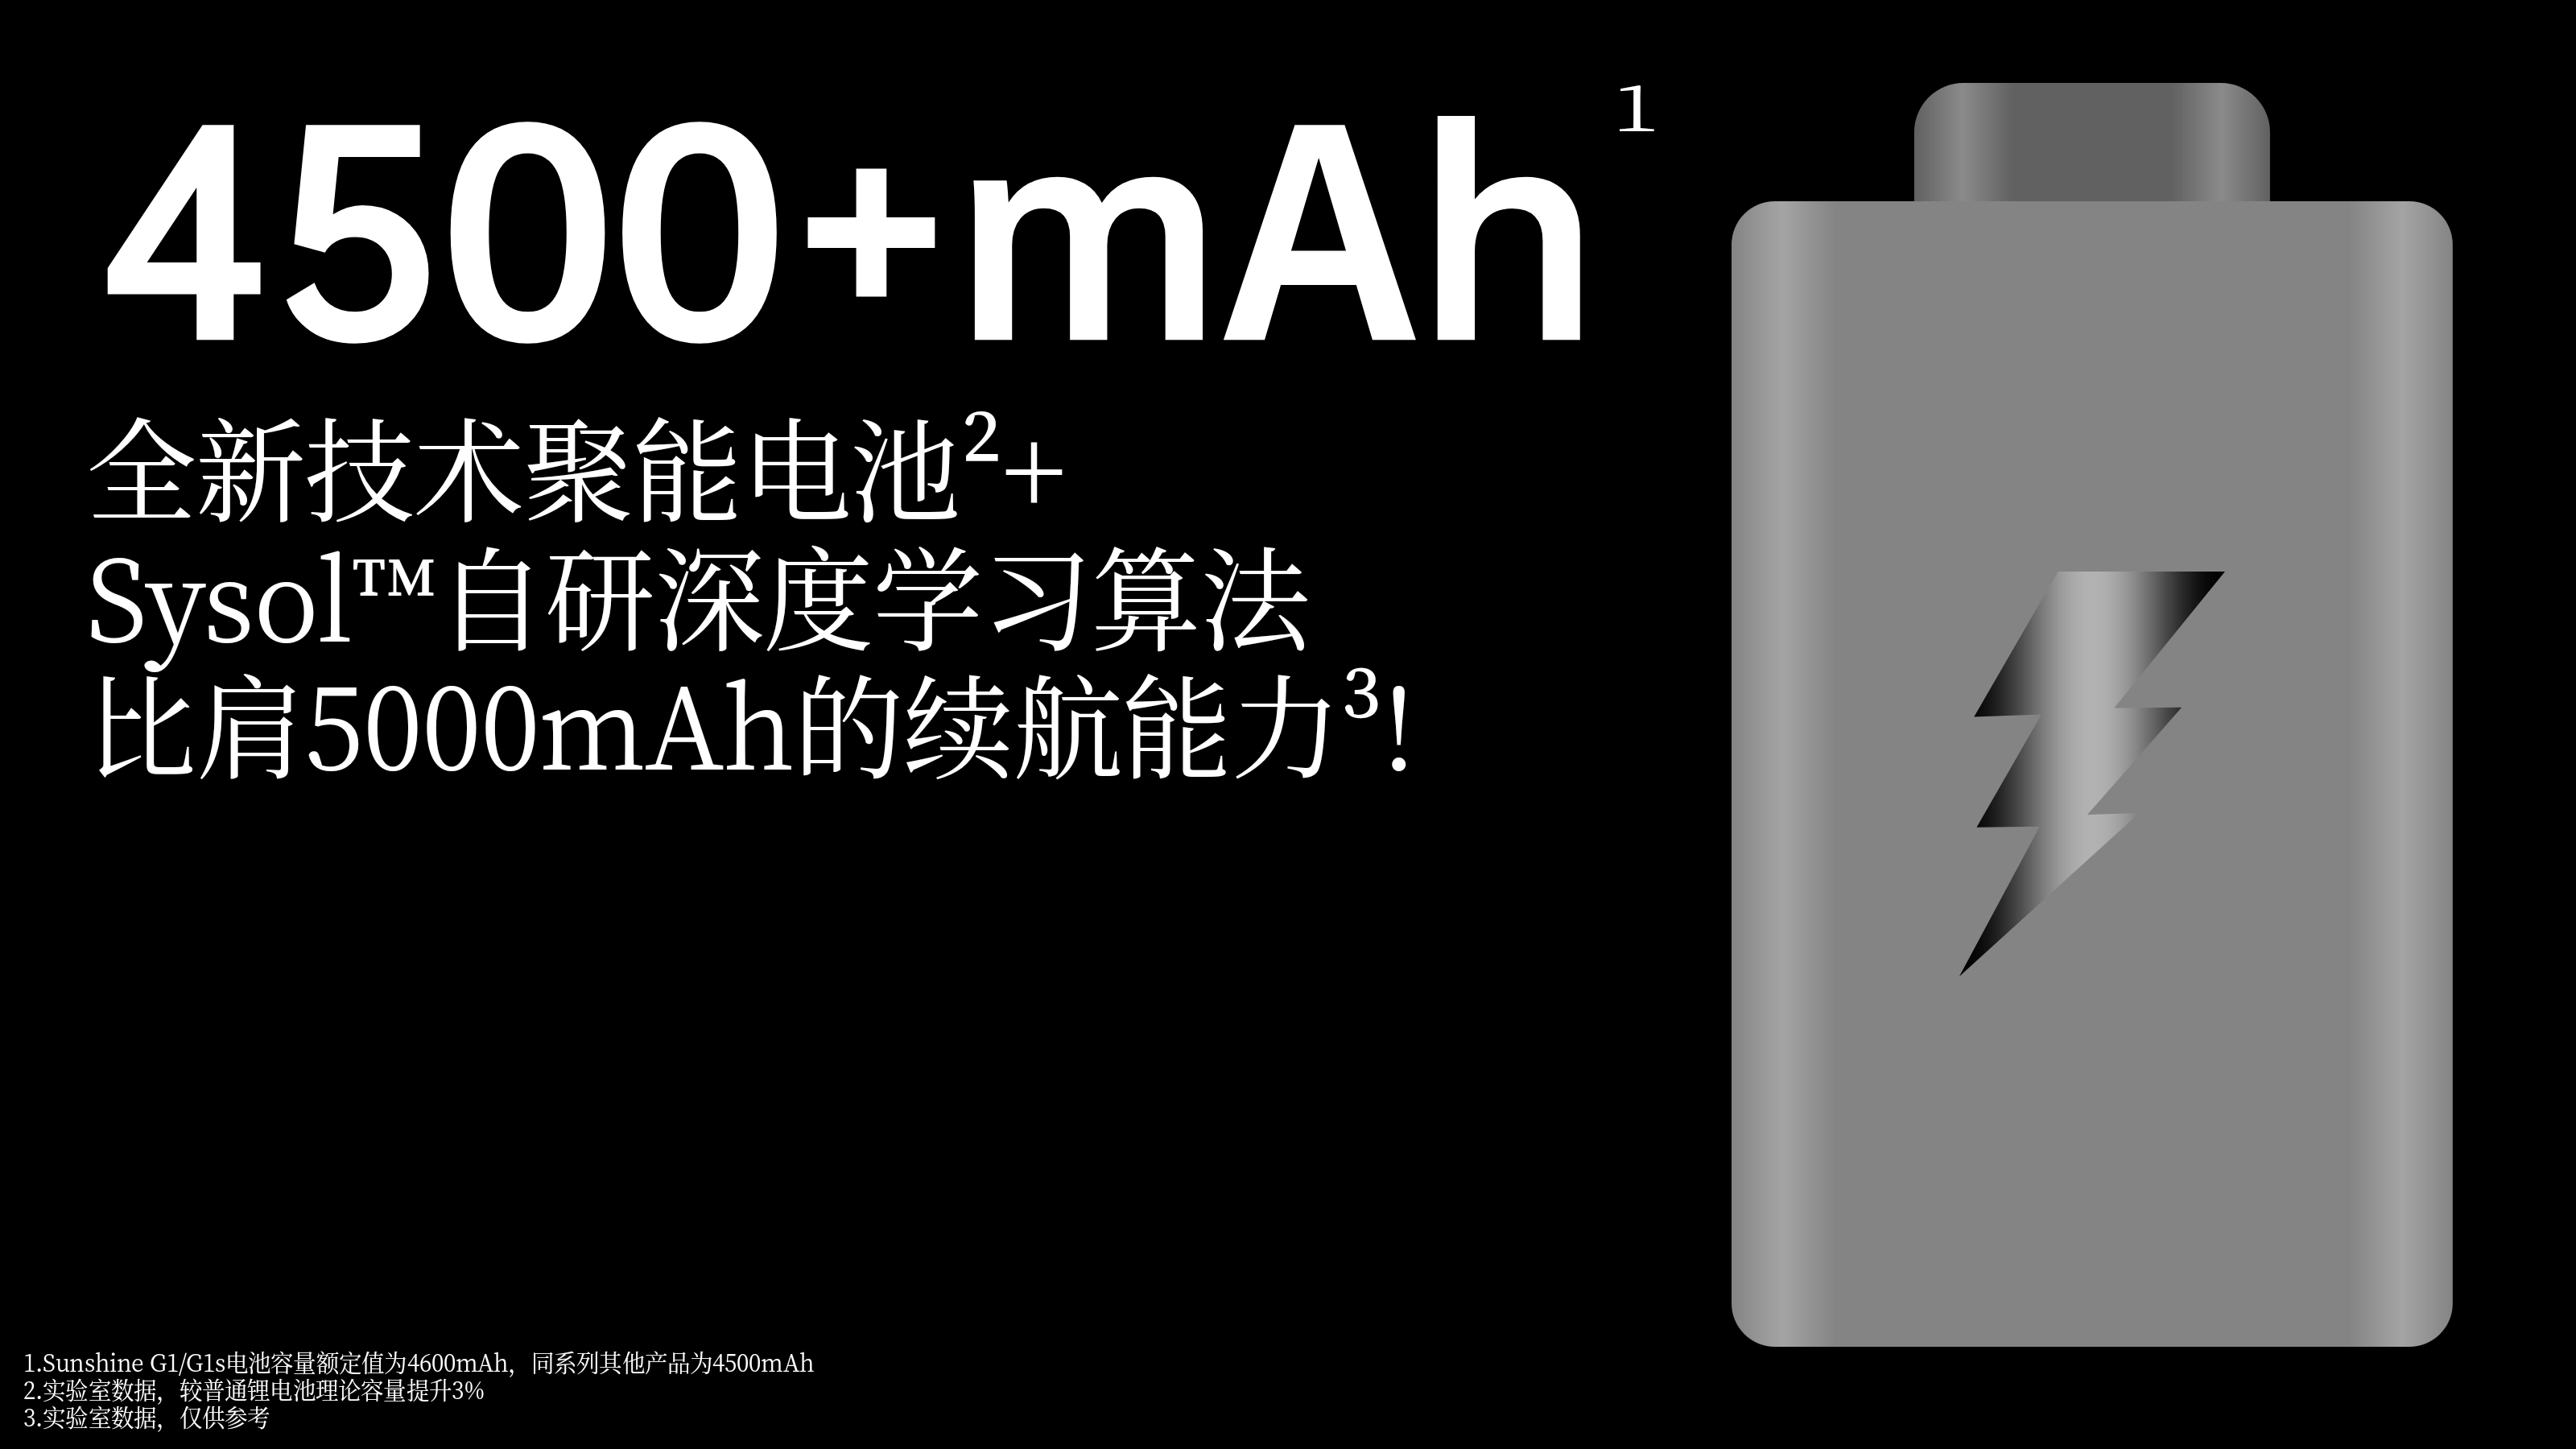 4500+mAh¹
全新技术聚能电池²+
Sysol™自研深度学习算法
比肩5000mAh的续航能力³!
1.Sunshine G1/G1s电池容量额定值为4600mAh，同系列其他产品为4500mAh
2.实验室数据，较普通锂电池理论容量提升3%
3.实验室数据，仅供参考